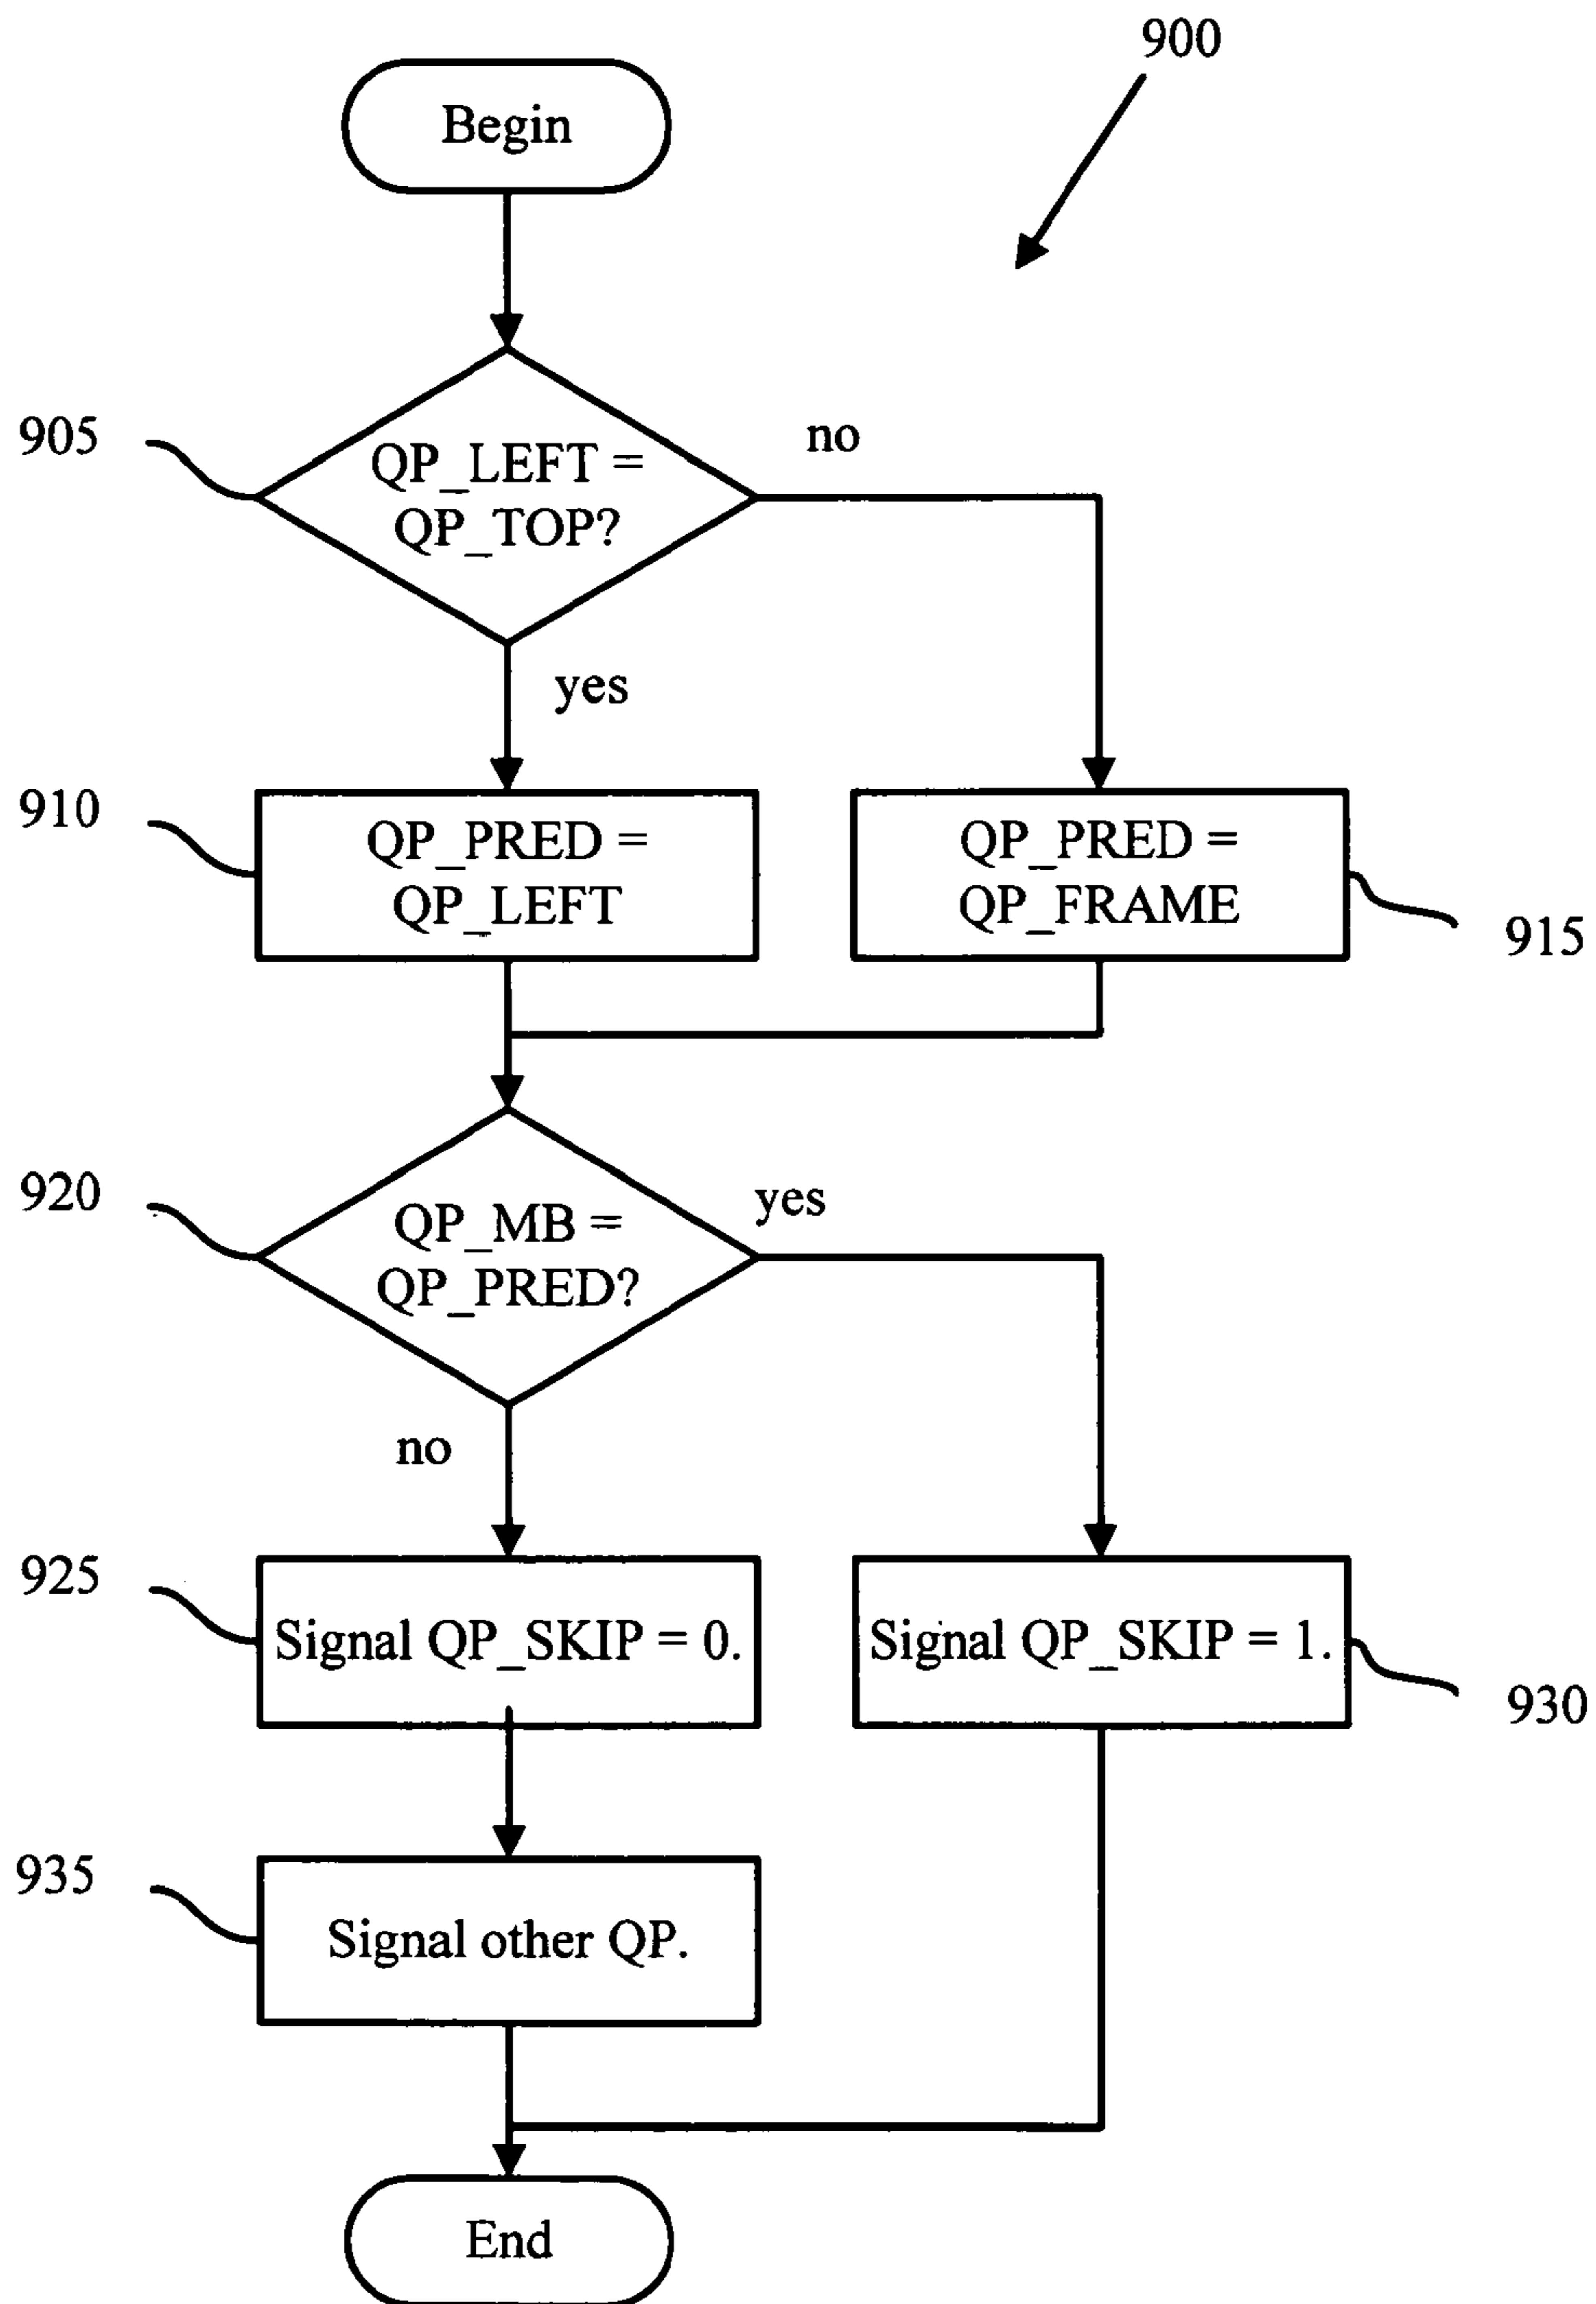 900
Begin
905
QP_LEFT =
QP_TOP?
no
yes
910
QP_PRED =
QP_LEFT
QP_PRED =
QP_FRAME
915
920
QP_MB =
QP_PRED?
yes
no
925
Signal QP_SKIP = 0.
Signal QP_SKIP = 1.
930
935
Signal other QP.
End